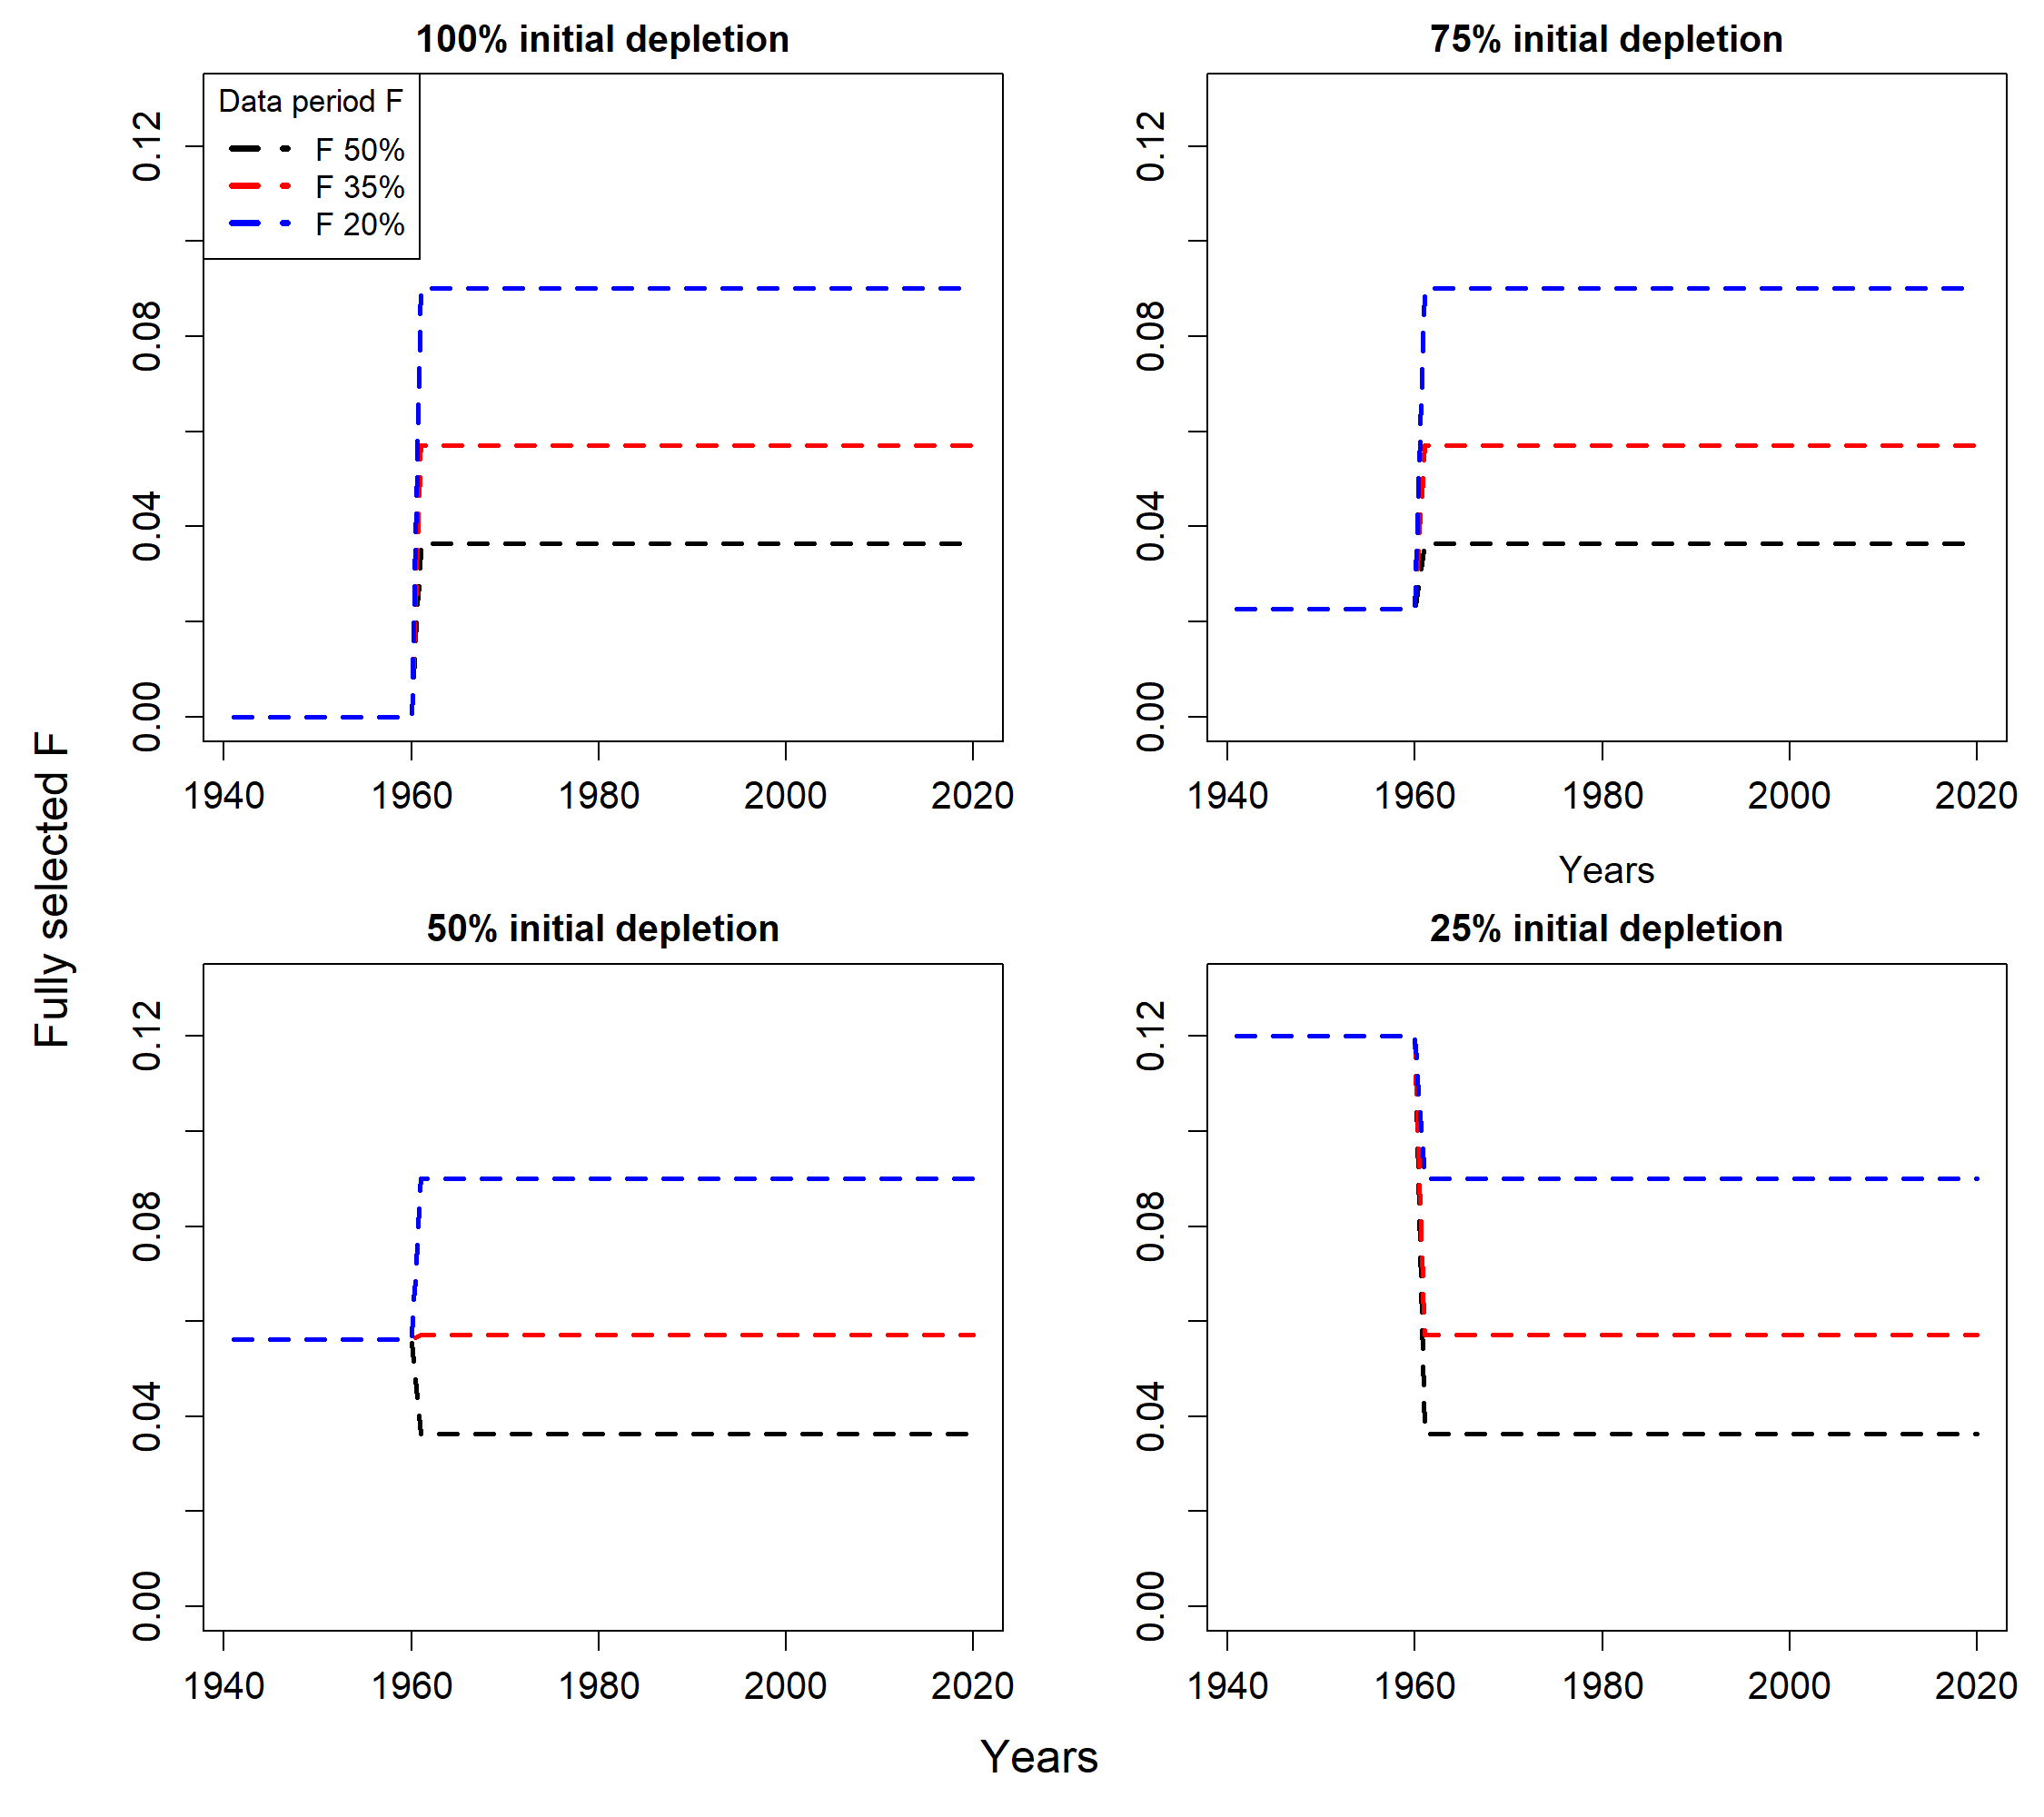 100% initial depletion
Data period F
F 50%
F 35%
F 20%
0.12
0.08
0.04
0.00
1940 1960 1980 2000 2020
75% initial depletion
0.12
0.08
0.04
0.00
1940 1960 1980 2000 2020
Years
Fully selected F
50% initial depletion
0.12
0.08
0.04
0.00
1940 1960 1980 2000 2020
25% initial depletion
0.12
0.08
0.04
0.00
1940 1960 1980 2000 2020
Years